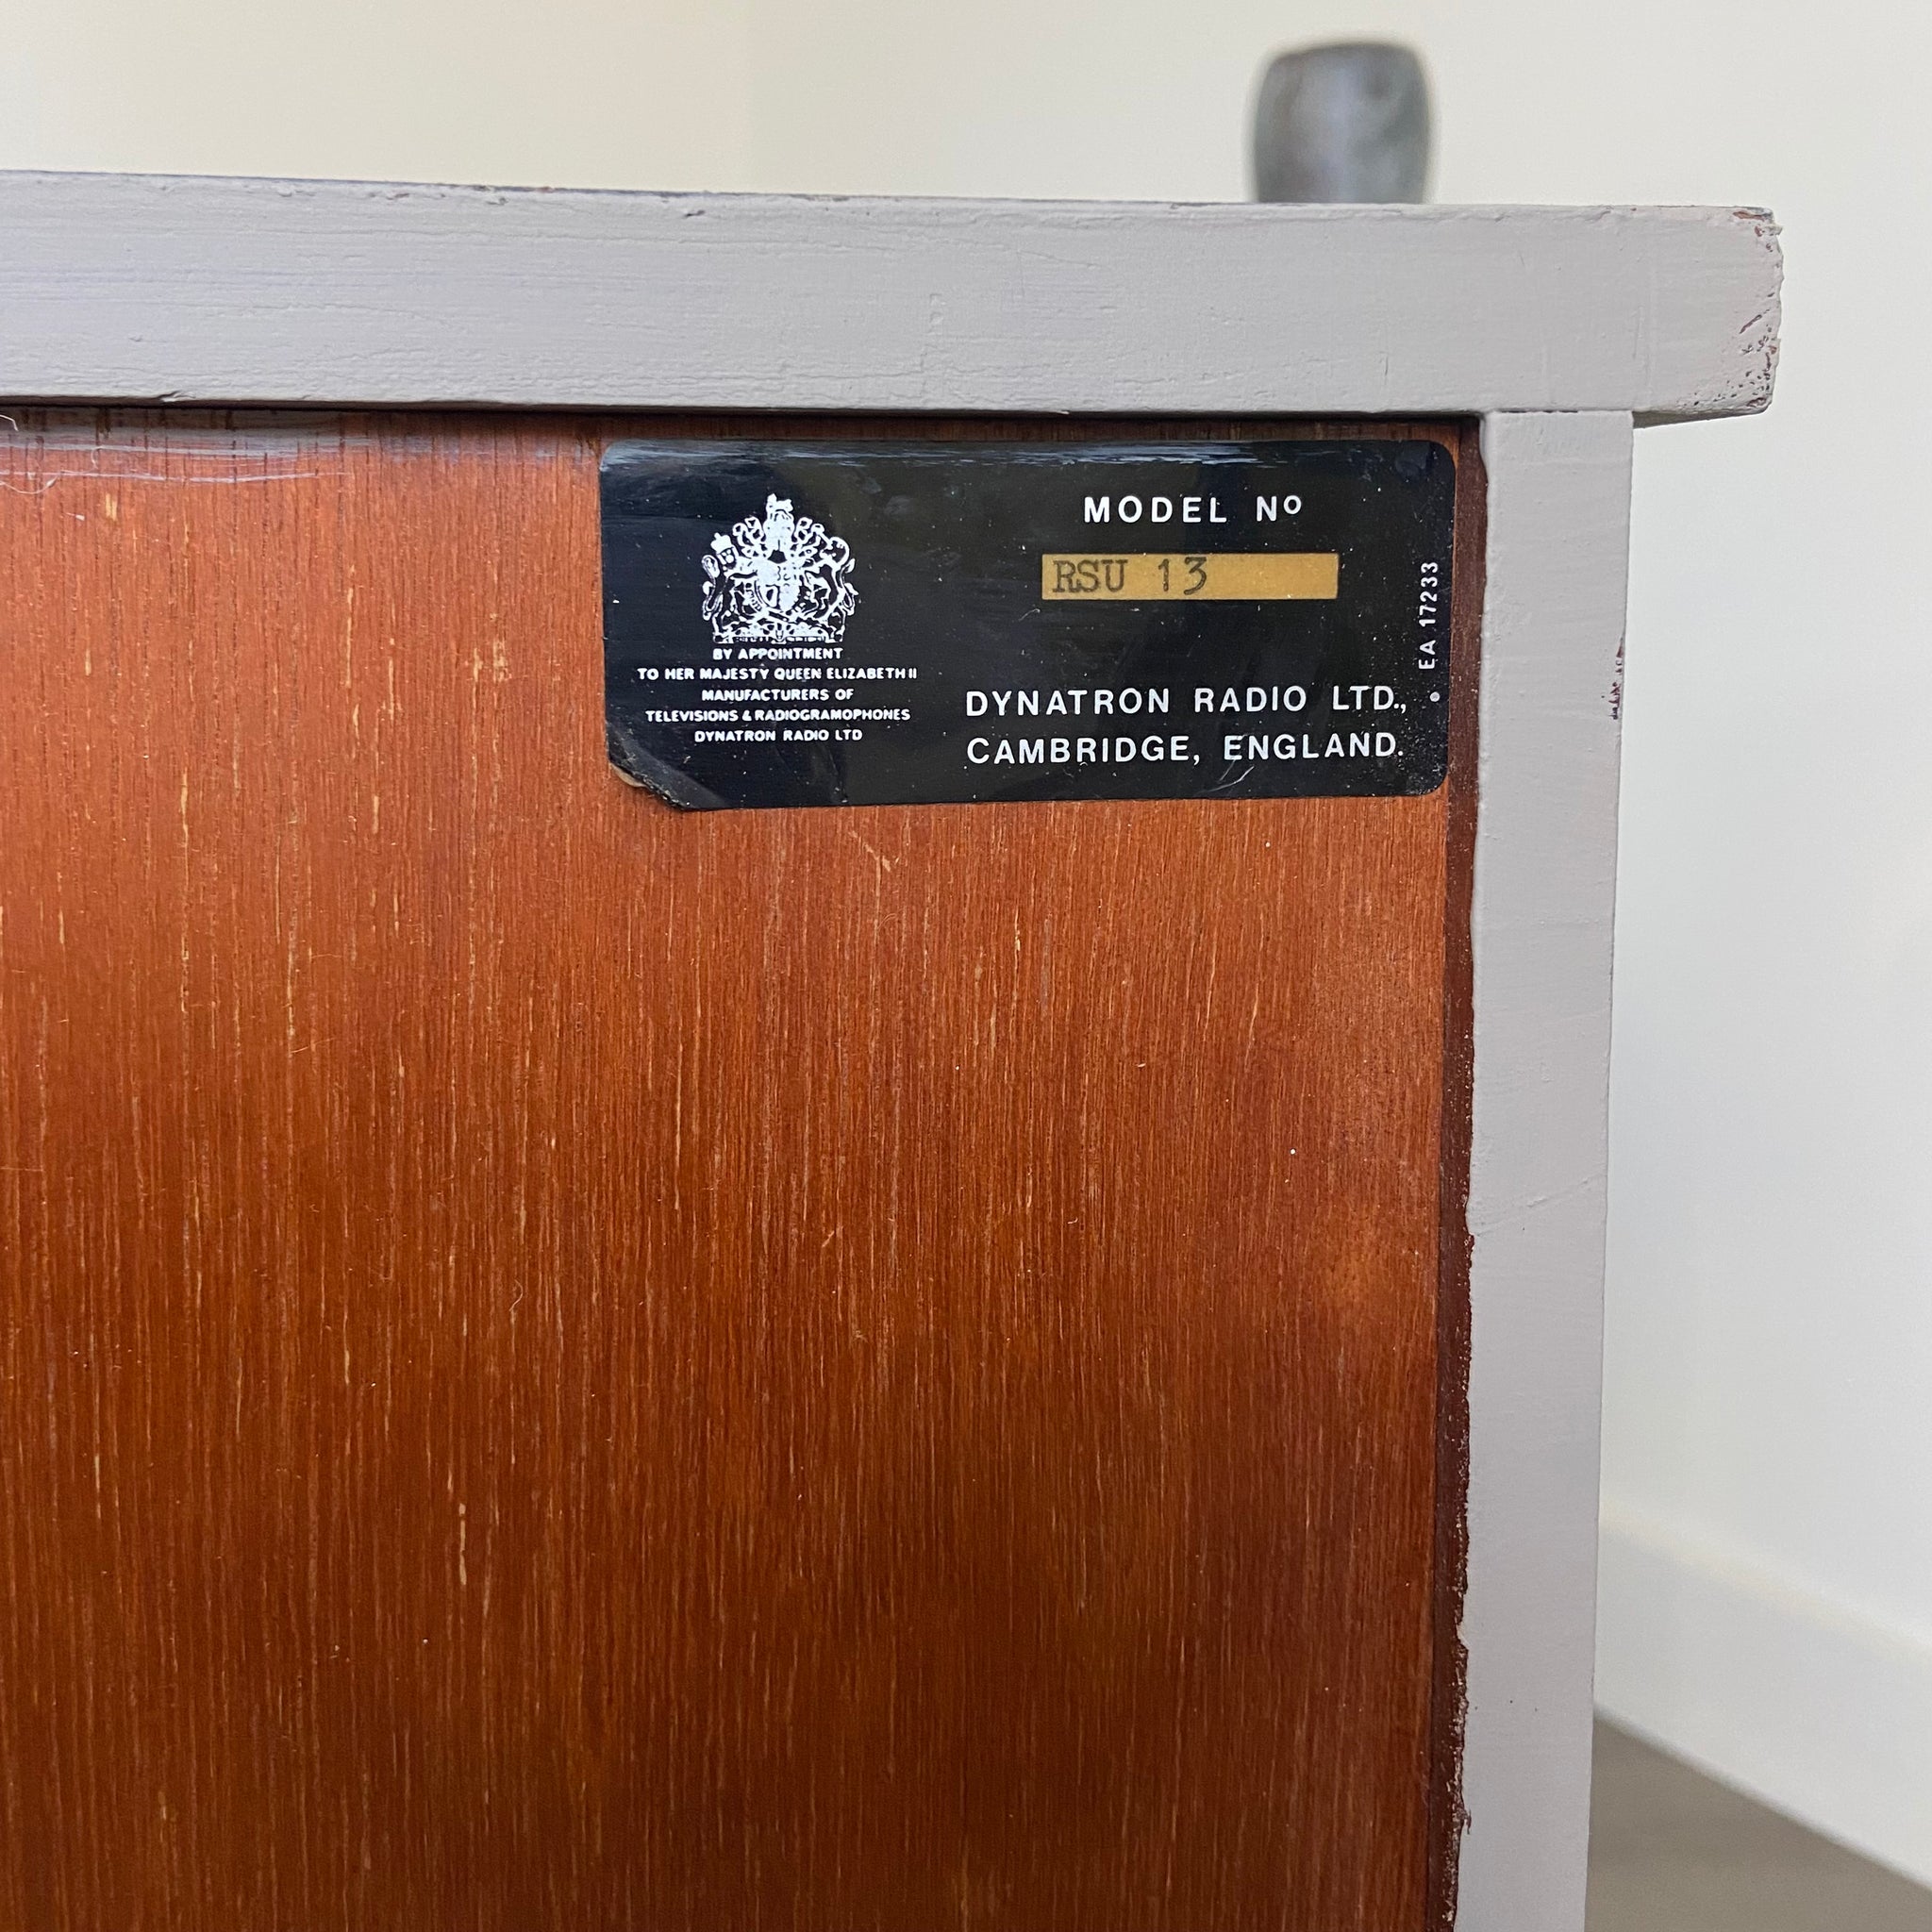 BY APPOINTMENT
TO HER MAJESTY QUEEN ELIZABETH II
MANUFACTURERS OF
TELEVISIONS & RADIOGRAMOPHONES
DYNATRON RADIO LTD
MODEL Nº
RSU 13
DYNATRON RADIO LTD.,
CAMBRIDGE, ENGLAND.
EA 17233